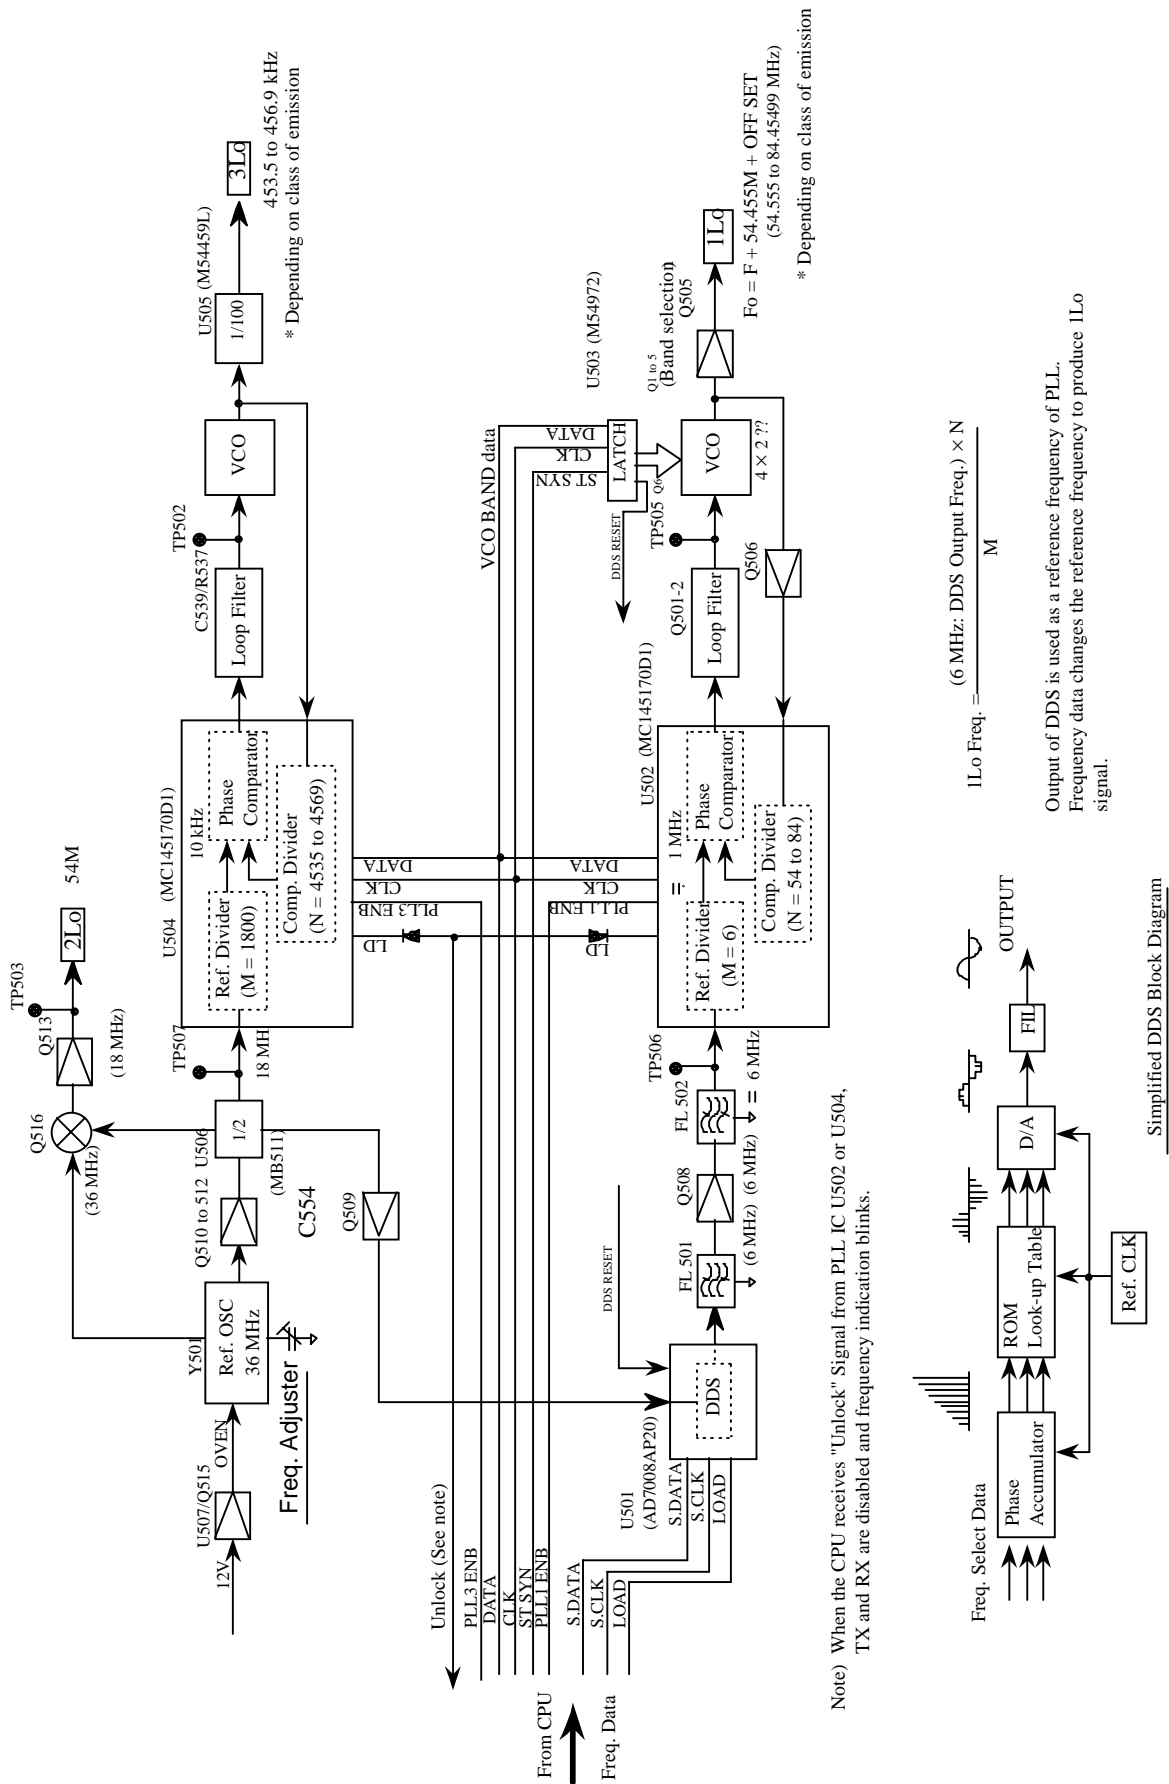 TP503
Q513
2Lo
54M
Q516
(36 MHz)
(18 MHz)
12V
U507/Q515
OVEN
Y501
Ref. OSC
36 MHz
Freq. Adjuster
Q510 to 512
U506
1/2
(MB511)
C554
Q509
TP507
18 MH
U504
(MC145170D1)
Ref. Divider
(M = 1800)
10 kHz
Phase
Comparator
Comp. Divider
(N = 4535 to 4569)
C539/R537
Loop Filter
TP502
VCO
U505 (M54459L)
1/100
3Lo
453.5 to 456.9 kHz
* Depending on class of emission
LD
PLL3 ENB
CLK
DATA
Unlock (See note)
PLL3 ENB
DATA
CLK
ST SYN
PLL1 ENB
S.DATA
S.CLK
LOAD
From CPU
Freq. Data
VCO BAND data
LD
PLL1 ENB
CLK
DATA
ST SYN
CLK
DATA
LATCH
U503 (M54972)
Q6
DDS RESET
Q1 to 5
(Band selection)
U501
(AD7008AP20)
S.DATA
S.CLK
LOAD
DDS
DDS RESET
FL 501
(6 MHz)
Q508
(6 MHz)
FL 502
= 6 MHz
TP506
U502 (MC145170D1)
Ref. Divider
(M = 6)
= 1 MHz
Phase
Comparator
Comp. Divider
(N = 54 to 84)
Q501-2
Loop Filter
TP505
VCO
4 × 2 ??
Q506
Q505
1Lo
Fo = F + 54.455M + OFF SET
(54.555 to 84.45499 MHz)
* Depending on class of emission
Note) When the CPU receives "Unlock" Signal from PLL IC U502 or U504,
TX and RX are disabled and frequency indication blinks.
1Lo Freq. = (6 MHz: DDS Output Freq.) × N
M
Output of DDS is used as a reference frequency of PLL.
Frequency data changes the reference frequency to produce 1Lo
signal.
Freq. Select Data
Phase
Accumulator
ROM
Look-up Table
D/A
FIL
OUTPUT
Ref. CLK
Simplified DDS Block Diagram